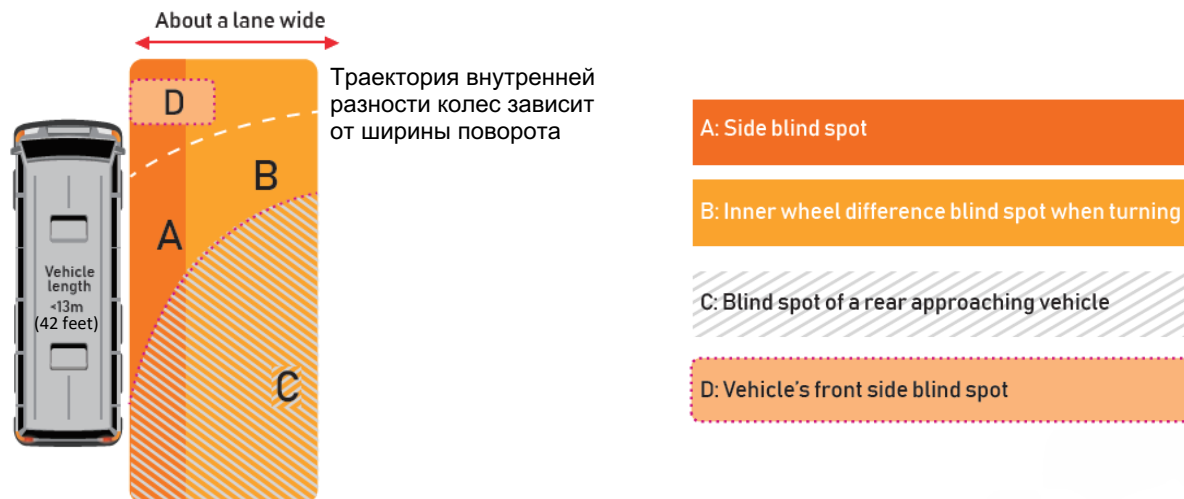 About a lane wide
Траектория внутренней
разности колес зависит
от ширины поворота
D
B
A
C
Vehicle
length
<13m
(42 feet)
A: Side blind spot
B: Inner wheel difference blind spot when turning
C: Blind spot of a rear approaching vehicle
D: Vehicle's front side blind spot